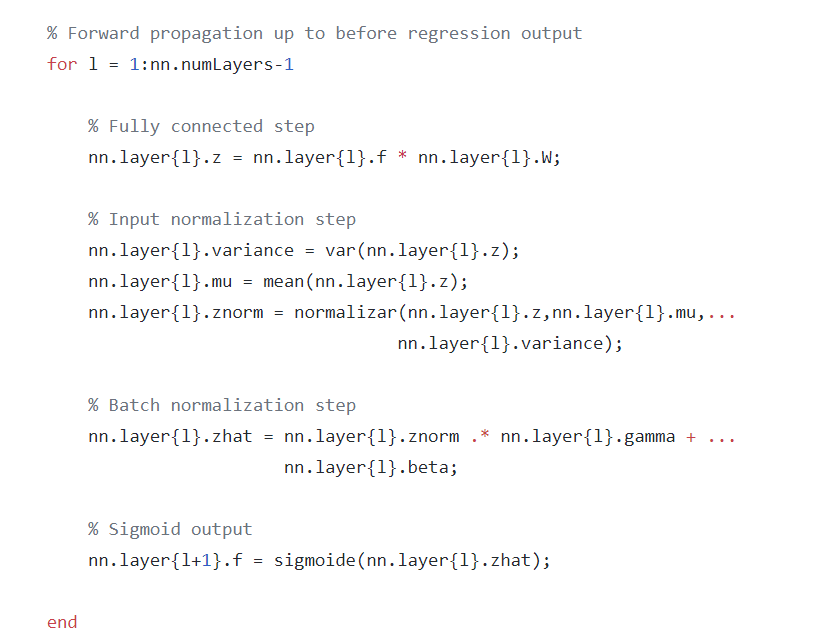 % Forward propagation up to before regression output
for l = 1:nn.numLayers-1
% Fully connected step
nn.layer{l}.z = nn.layer{l}.f * nn.layer{l}.W;
% Input normalization step
nn.layer{l}.variance = var(nn.layer{l}.z);
nn.layer{l}.mu = mean(nn.layer{l}.z);
nn.layer{l}.znorm = normalizar(nn.layer{l}.z,nn.layer{l}.mu,...
nn.layer{l}.variance);
% Batch normalization step
nn.layer{l}.zhat = nn.layer{l}.znorm .* nn.layer{l}.gamma + ...
nn.layer{l}.beta;
% Sigmoid output
nn.layer{l+1}.f = sigmoide(nn.layer{l}.zhat);
end